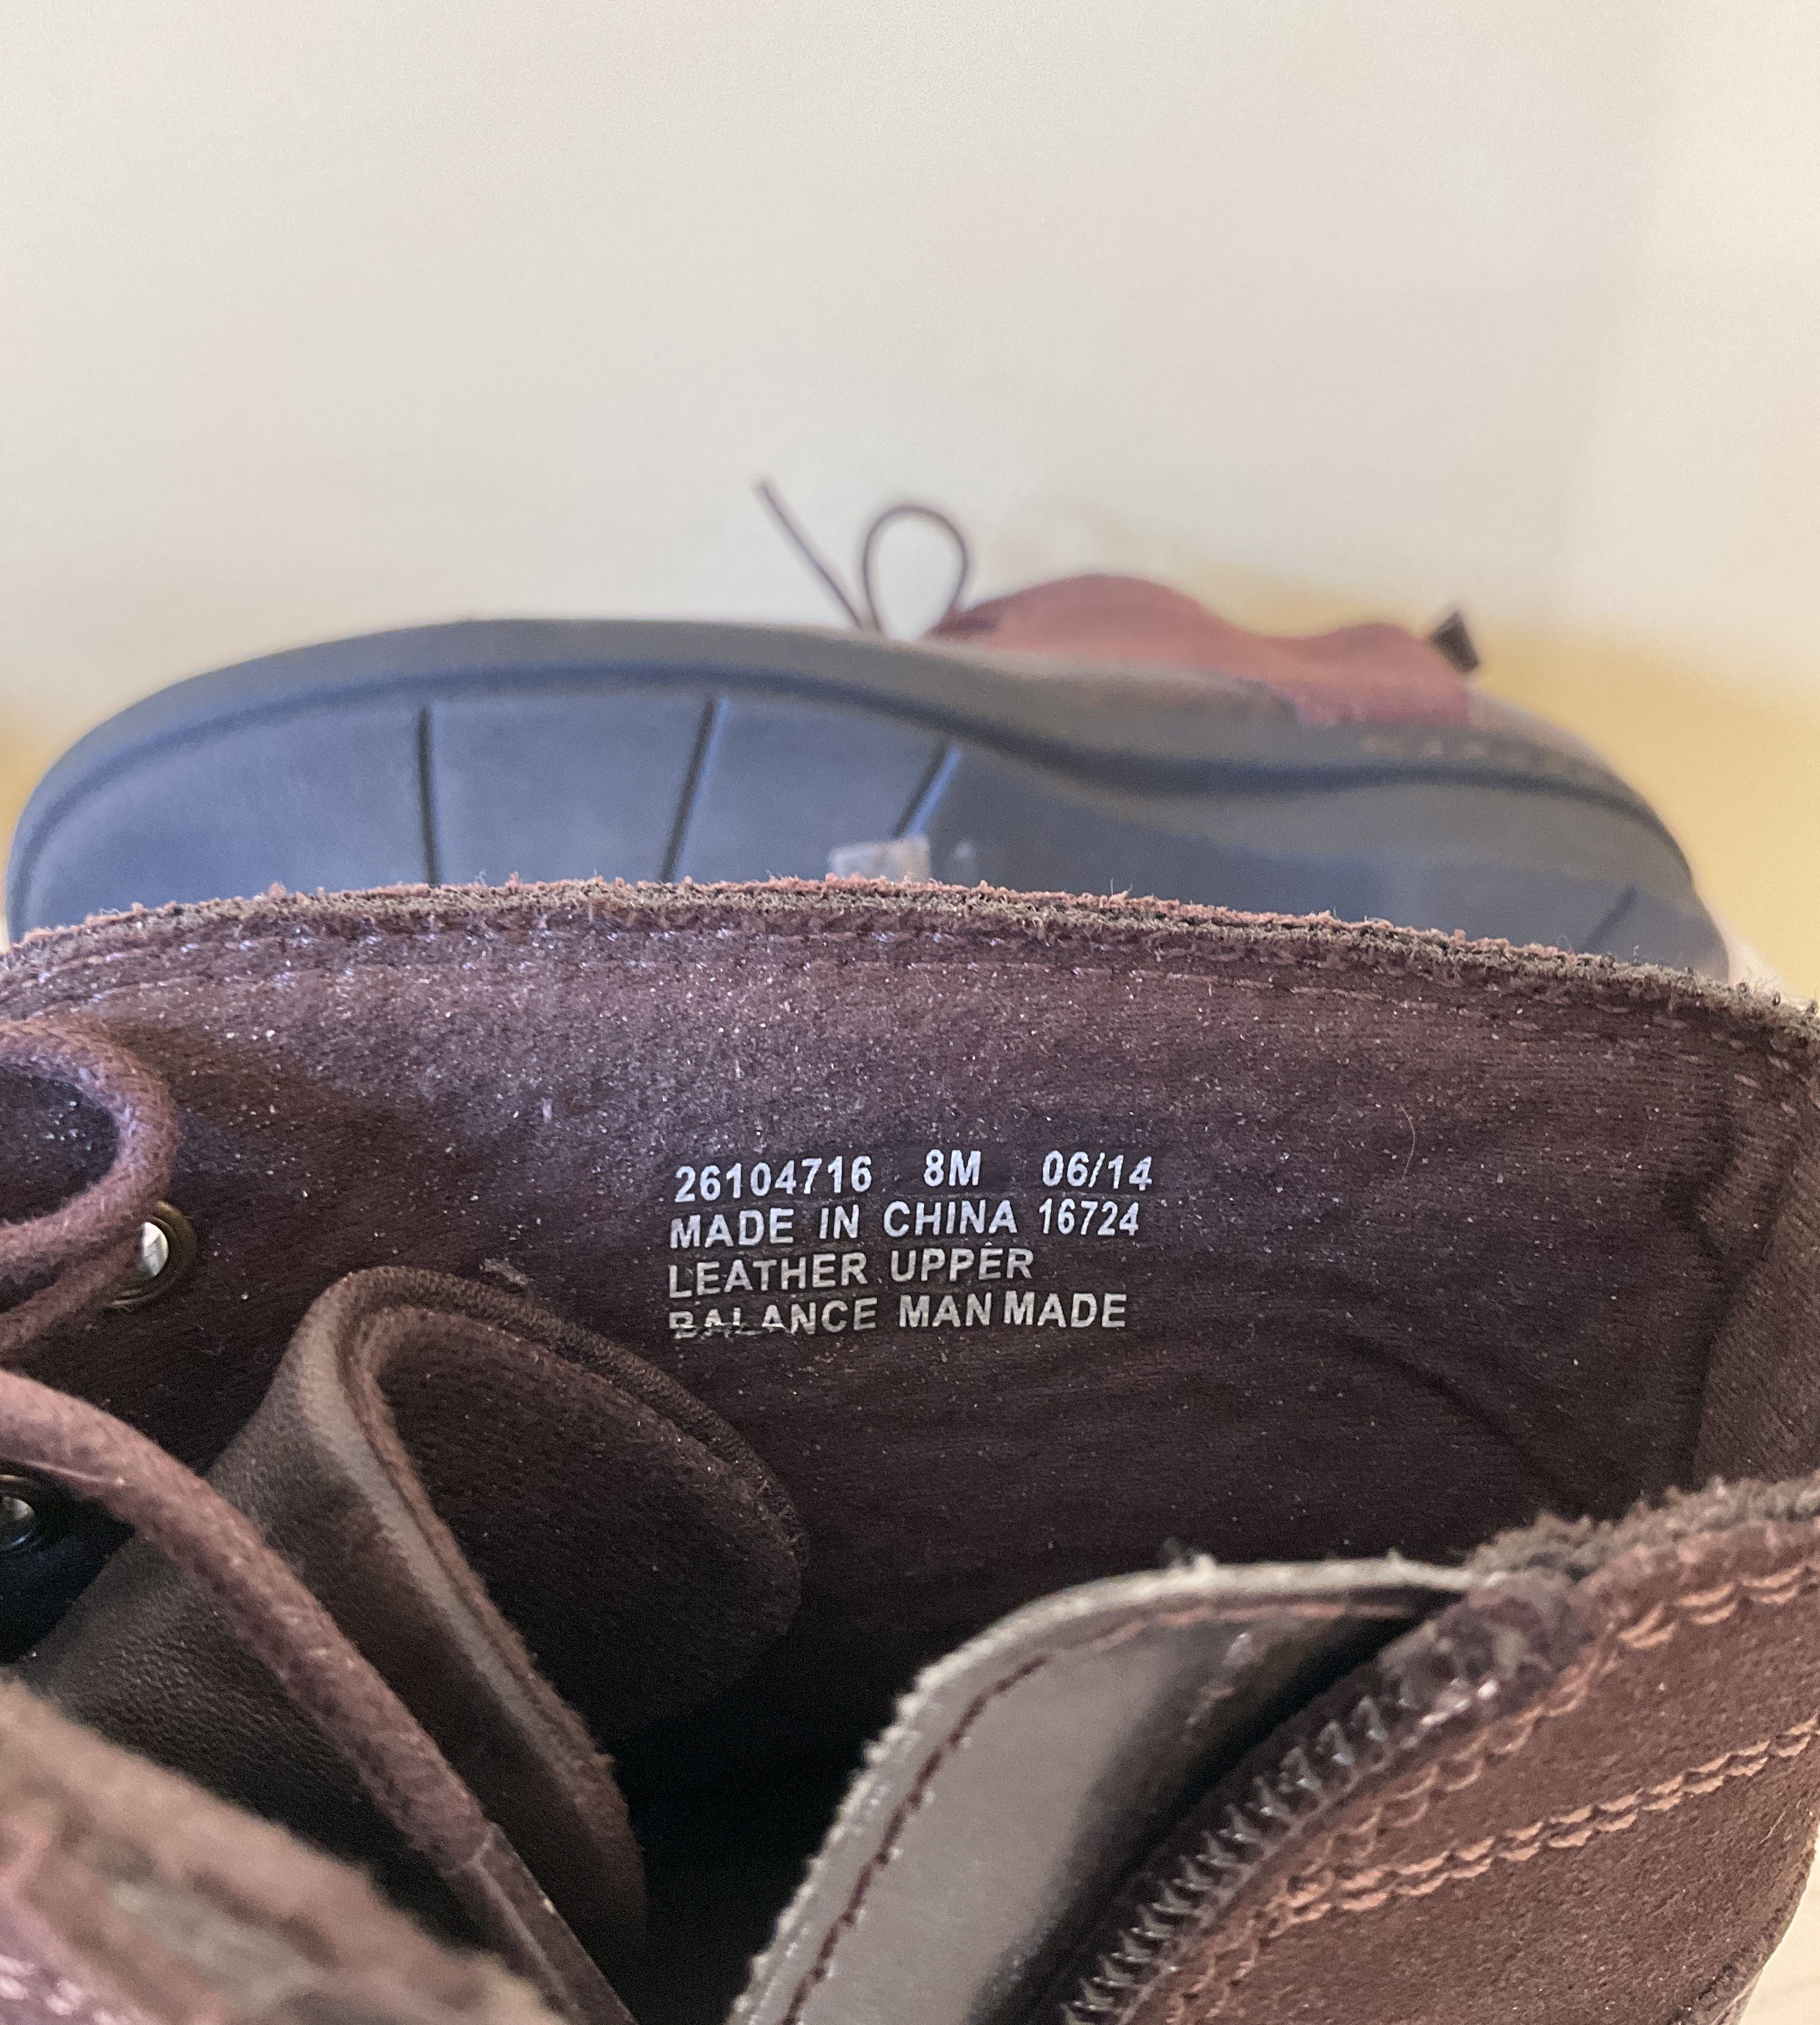 26104716 8M 06/14
MADE IN CHINA 16724
LEATHER UPPER
BALANCE MAN MADE